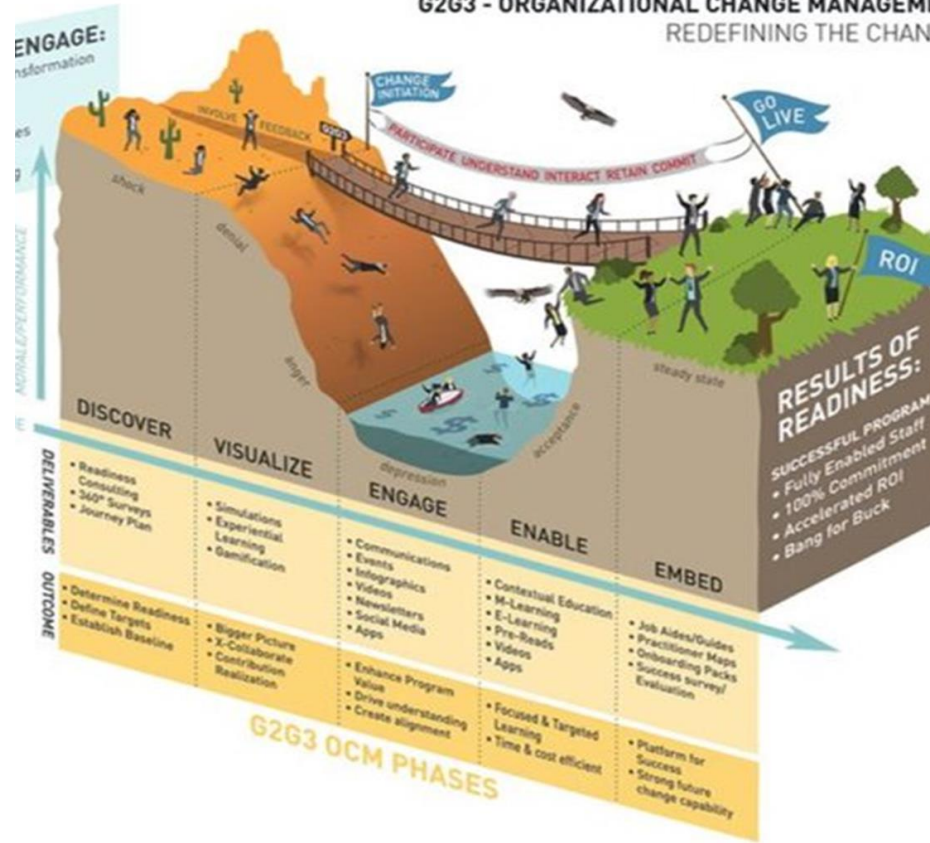 G2G3 - ORGANIZATIONAL CHANGE MANAGEM
REDEFINING THE CHAN
ENGAGE:
nsformation
es
g
CHANGE
INITIATION
GO
LIVE
INVOLVE FEEDBACK
G2G3
PARTICIPATE UNDERSTAND INTERACT RETAIN COMMIT
ROI
shock
denial
anger
depression
acceptance
steady state
MORALE/PERFORMANCE
E
RESULTS OF
READINESS:
SUCCESSFUL PROGRAM
• Fully Enabled Staff
• 100% Commitment
• Accelerated ROI
• Bang for Buck
DISCOVER
VISUALIZE
ENGAGE
ENABLE
EMBED
DELIVERABLES
• Readiness
Consulting
• 360° Surveys
• Journey Plan
• Simulations
• Experiential
Learning
• Gamification
• Communications
• Events
• Infographics
• Videos
• Newsletters
• Social Media
• Apps
• Contextual Education
• M-Learning
• E-Learning
• Pre-Reads
• Videos
• Apps
• Job Aides/Guides
• Practitioner Maps
• Onboarding Packs
• Success survey/
Evaluation
OUTCOME
• Determine Readiness
• Define Targets
• Establish Baseline
• Bigger Picture
• X-Collaborate
• Contribution
Realization
• Enhance Program
Value
• Drive understanding
• Create alignment
• Focused & Targeted
Learning
• Time & cost efficient
• Platform for
Success
• Strong future
change capability
G2G3 OCM PHASES